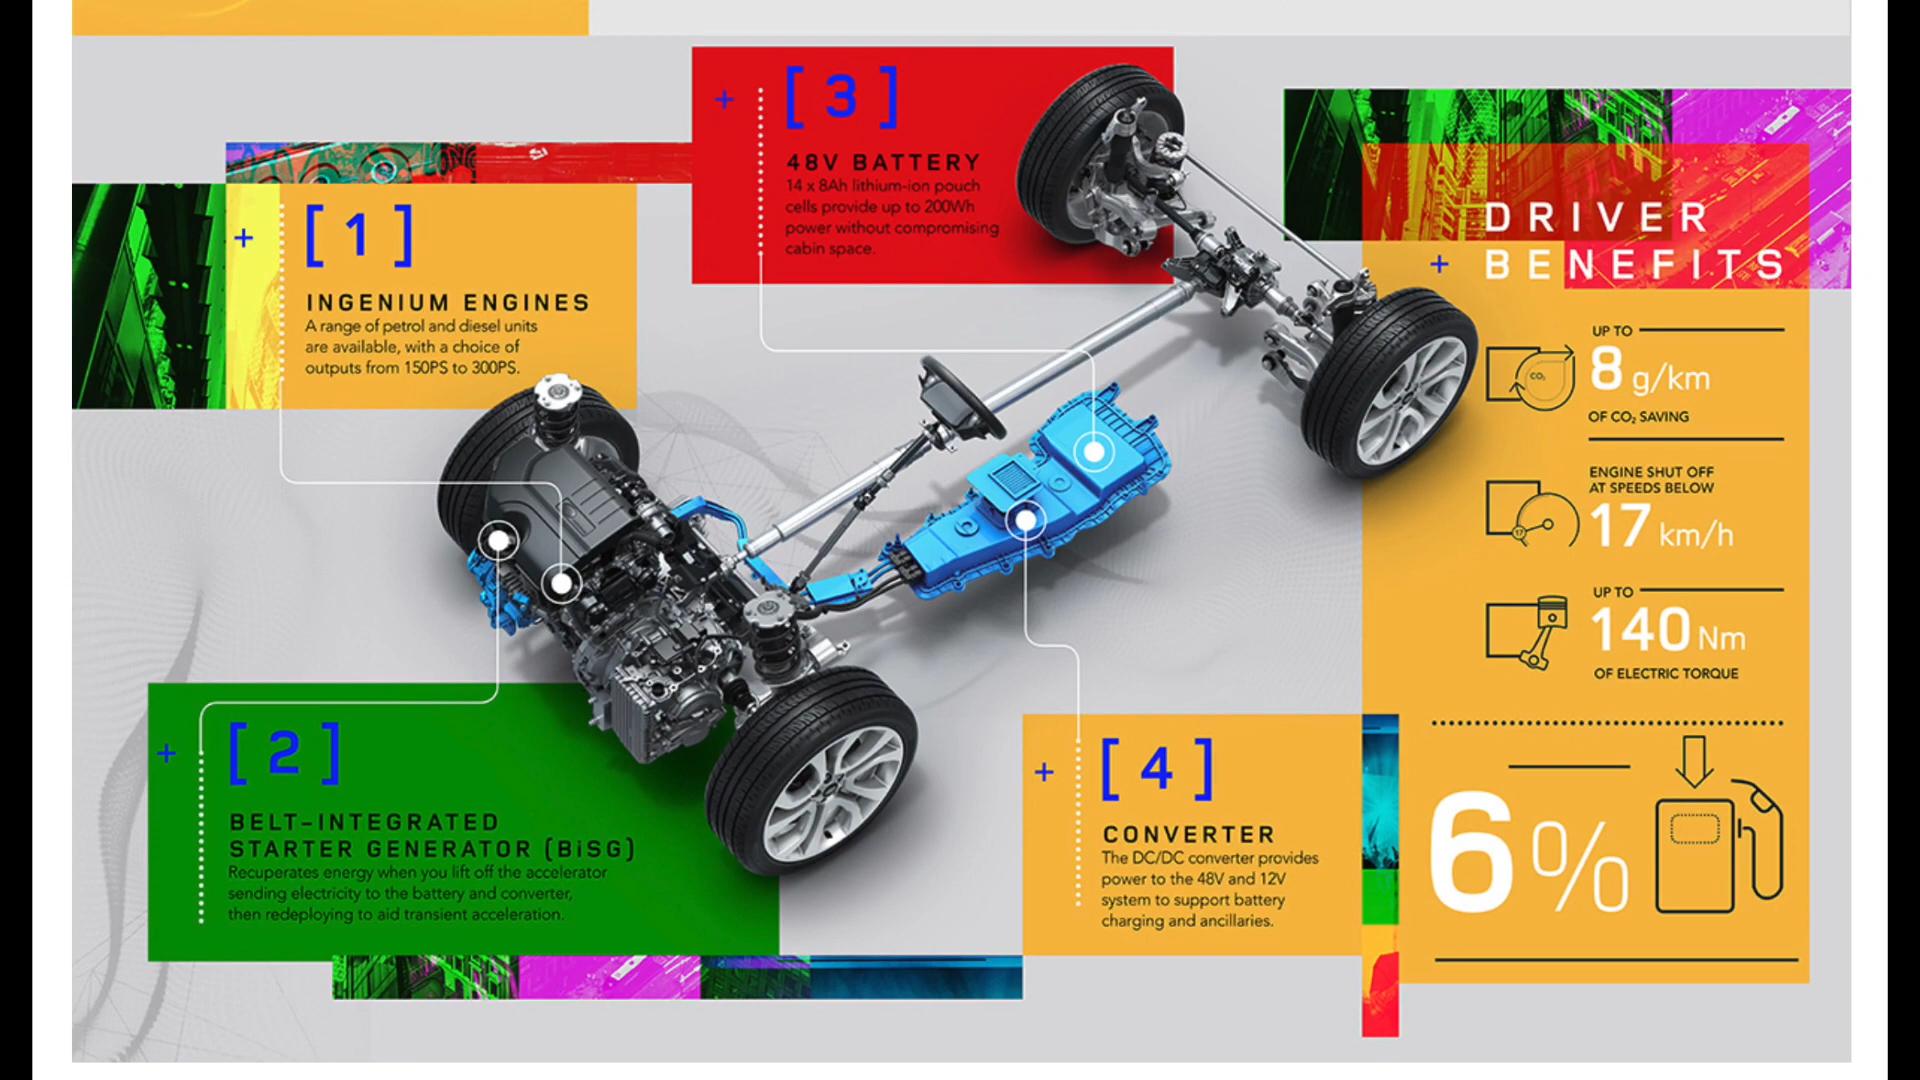 [ 1 ]
INGENIUM ENGINES
A range of petrol and diesel units
are available, with a choice of
outputs from 150PS to 300PS.
[ 2 ]
BELT-INTEGRATED
STARTER GENERATOR (BiSG)
Recuperates energy when you lift off the accelerator
sending electricity to the battery and converter,
then redeploying to aid transient acceleration.
[ 3 ]
48V BATTERY
14 x 8Ah lithium-ion pouch
cells provide up to 200Wh
power without compromising
cabin space.
[ 4 ]
CONVERTER
The DC/DC converter provides
power to the 48V and 12V
system to support battery
charging and ancillaries.
DRIVER
BENEFITS
UP TO
CO₂
8 g/km
OF CO₂ SAVING
ENGINE SHUT OFF
AT SPEEDS BELOW
17
17 km/h
UP TO
140 Nm
OF ELECTRIC TORQUE
6%